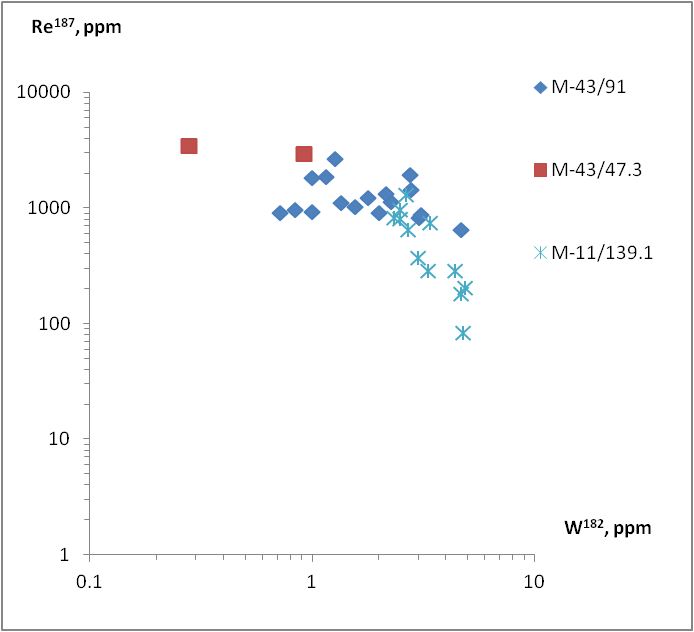 Re¹⁸⁷, ppm
10000
M-43/91
M-43/47.3
1000
M-11/139.1
100
10
W¹⁸², ppm
1
0.1 1 10